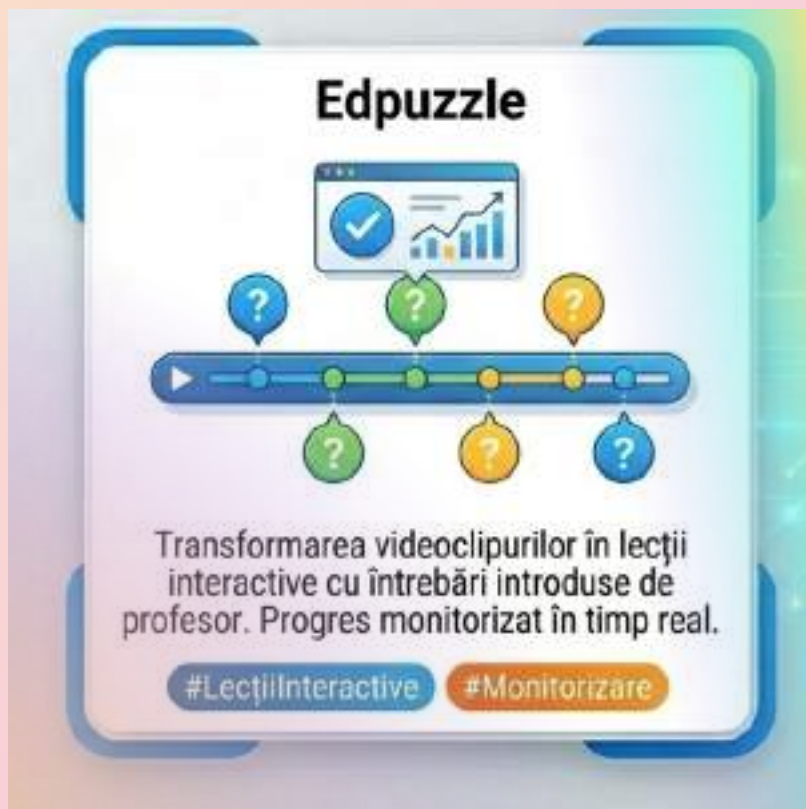 Edpuzzle
?
?
?
?
?
?
Transformarea videoclipurilor în lecții
interactive cu întrebări introduse de
profesor. Progres monitorizat în timp real.
#LecțiiInteractive #Monitorizare